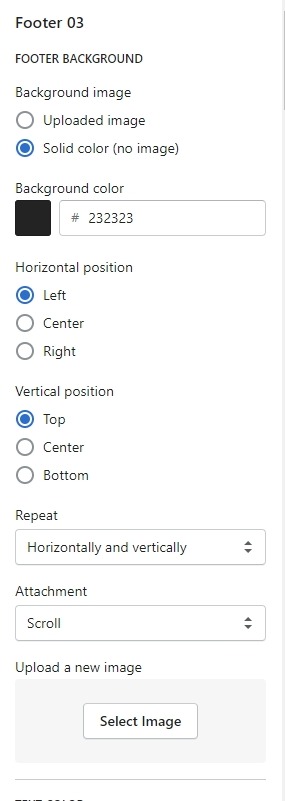 Footer 03
FOOTER BACKGROUND
Background image
Uploaded image
Solid color (no image)
Background color
# 232323
Horizontal position
Left
Center
Right
Vertical position
Top
Center
Bottom
Repeat
Horizontally and vertically
Attachment
Scroll
Upload a new image
Select Image